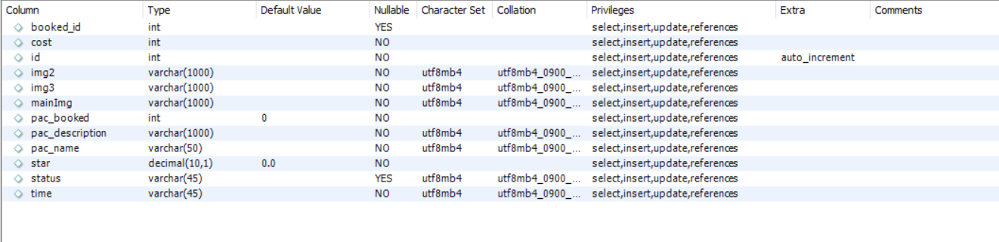 Column Type Default Value Nullable Character Set Collation Privileges Extra Comments
booked_id int YES select,insert,update,references
cost int NO select,insert,update,references
id int NO select,insert,update,references auto_increment
img2 varchar(1000) NO utf8mb4 utf8mb4_0900_... select,insert,update,references
img3 varchar(1000) NO utf8mb4 utf8mb4_0900_... select,insert,update,references
mainImg varchar(1000) NO utf8mb4 utf8mb4_0900_... select,insert,update,references
pac_booked int 0 NO select,insert,update,references
pac_description varchar(1000) NO utf8mb4 utf8mb4_0900_... select,insert,update,references
pac_name varchar(50) NO utf8mb4 utf8mb4_0900_... select,insert,update,references
star decimal(10,1) 0.0 NO select,insert,update,references
status varchar(45) YES utf8mb4 utf8mb4_0900_... select,insert,update,references
time varchar(45) NO utf8mb4 utf8mb4_0900_... select,insert,update,references